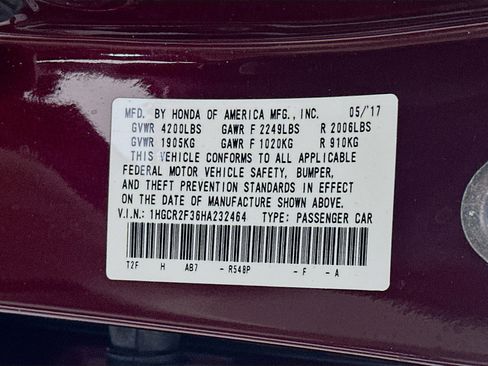 MFD. BY HONDA OF AMERICA MFG., INC. 05/'17
GVWR 4200LBS GAWR F 2249LBS R 2006LBS
GVWR 1905KG GAWR F 1020KG R 910KG
THIS VEHICLE CONFORMS TO ALL APPLICABLE
FEDERAL MOTOR VEHICLE SAFETY, BUMPER,
AND THEFT PREVENTION STANDARDS IN EFFECT
ON THE DATE OF MANUFACTURE SHOWN ABOVE.
V.I.N.: 1HGCR2F36HA232464 TYPE: PASSENGER CAR
T2F H AB7 - R548P - F - A